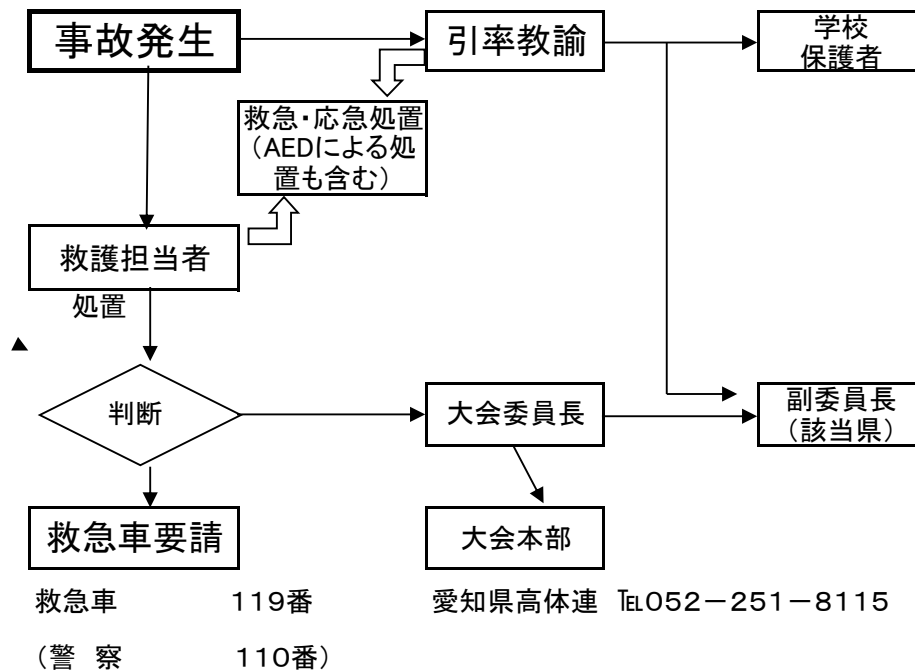 事故発生
引率教諭
学校
保護者
救急・応急処置
(AEDによる処
置も含む)
救護担当者
処置
判断
大会委員長
副委員長
(該当県)
救急車要請
大会本部
救急車 119番
愛知県高体連 ℡052－251－8115
(警 察 110番)